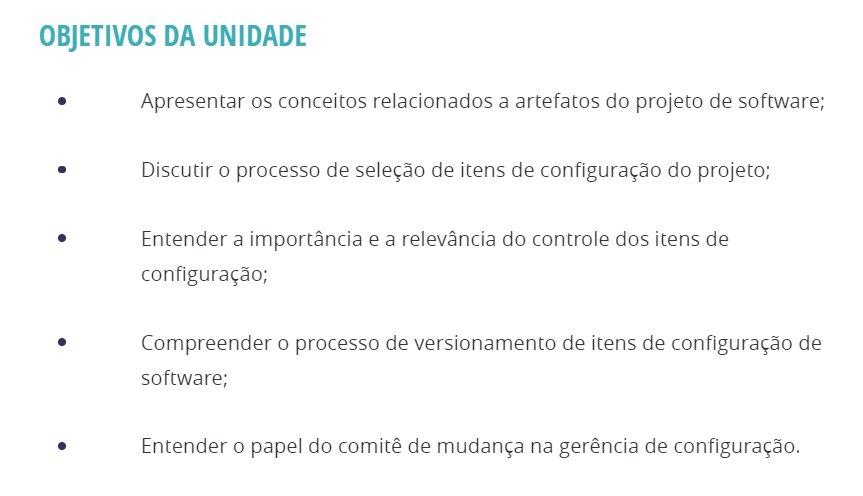 OBJETIVOS DA UNIDADE
• Apresentar os conceitos relacionados a artefatos do projeto de software;
• Discutir o processo de seleção de itens de configuração do projeto;
• Entender a importância e a relevância do controle dos itens de
configuração;
• Compreender o processo de versionamento de itens de configuração de
software;
• Entender o papel do comitê de mudança na gerência de configuração.